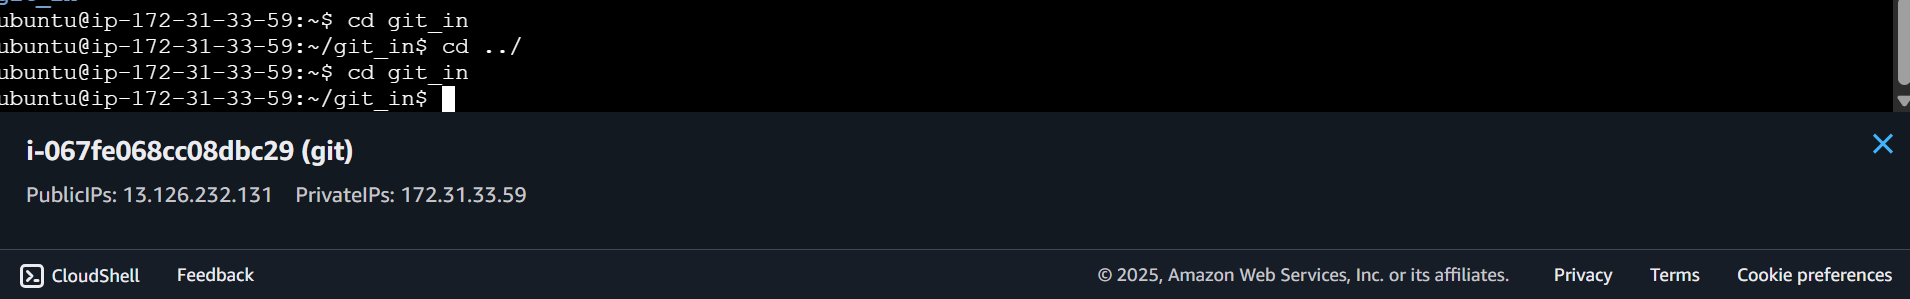 ubuntu@ip-172-31-33-59:~$ cd git_in
ubuntu@ip-172-31-33-59:~/git_in$ cd ../
ubuntu@ip-172-31-33-59:~$ cd git_in
ubuntu@ip-172-31-33-59:~/git_in$
i-067fe068cc08dbc29 (git)
PublicIPs: 13.126.232.131 PrivateIPs: 172.31.33.59
CloudShell Feedback © 2025, Amazon Web Services, Inc. or its affiliates. Privacy Terms Cookie preferences